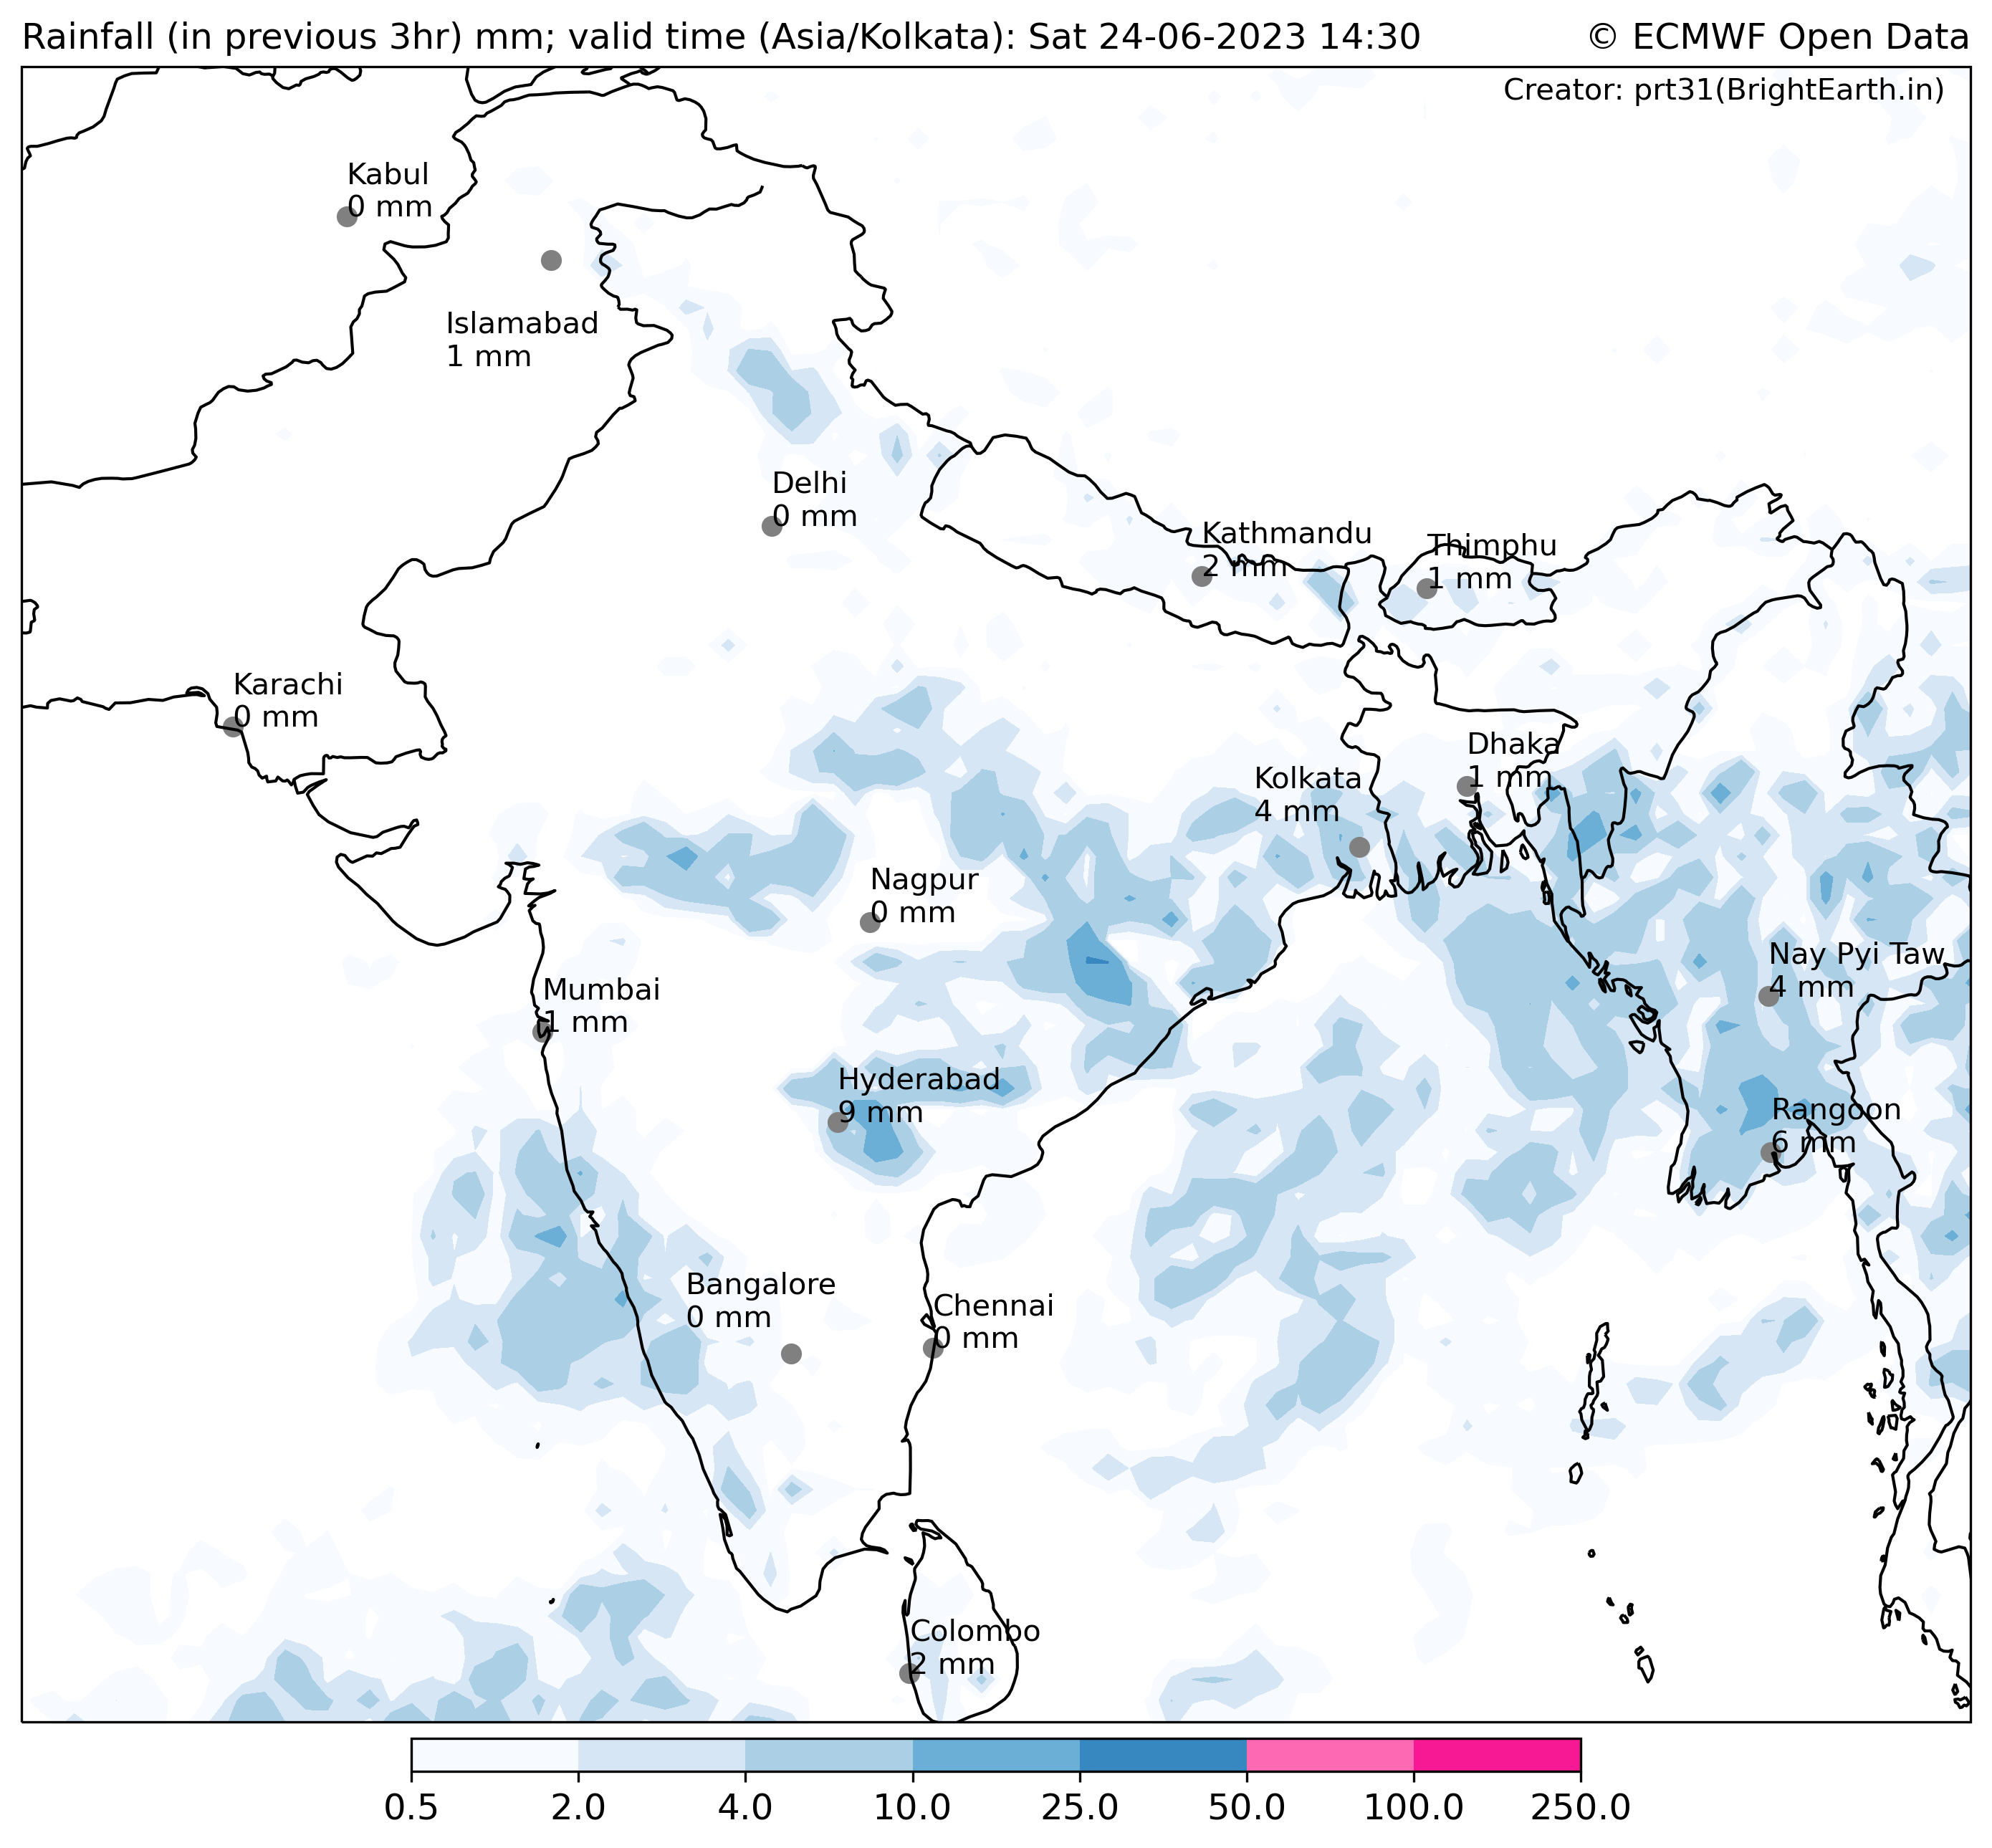 Rainfall (in previous 3hr) mm; valid time (Asia/Kolkata): Sat 24-06-2023 14:30
© ECMWF Open Data
Creator: prt31(BrightEarth.in)
Kabul
0 mm
Islamabad
1 mm
Delhi
0 mm
Kathmandu
2 mm
Thimphu
1 mm
Karachi
0 mm
Dhaka
1 mm
Kolkata
4 mm
Nagpur
0 mm
Nay Pyi Taw
4 mm
Mumbai
1 mm
Hyderabad
9 mm
Rangoon
6 mm
Bangalore
0 mm
Chennai
0 mm
Colombo
2 mm
0.5 2.0 4.0 10.0 25.0 50.0 100.0 250.0